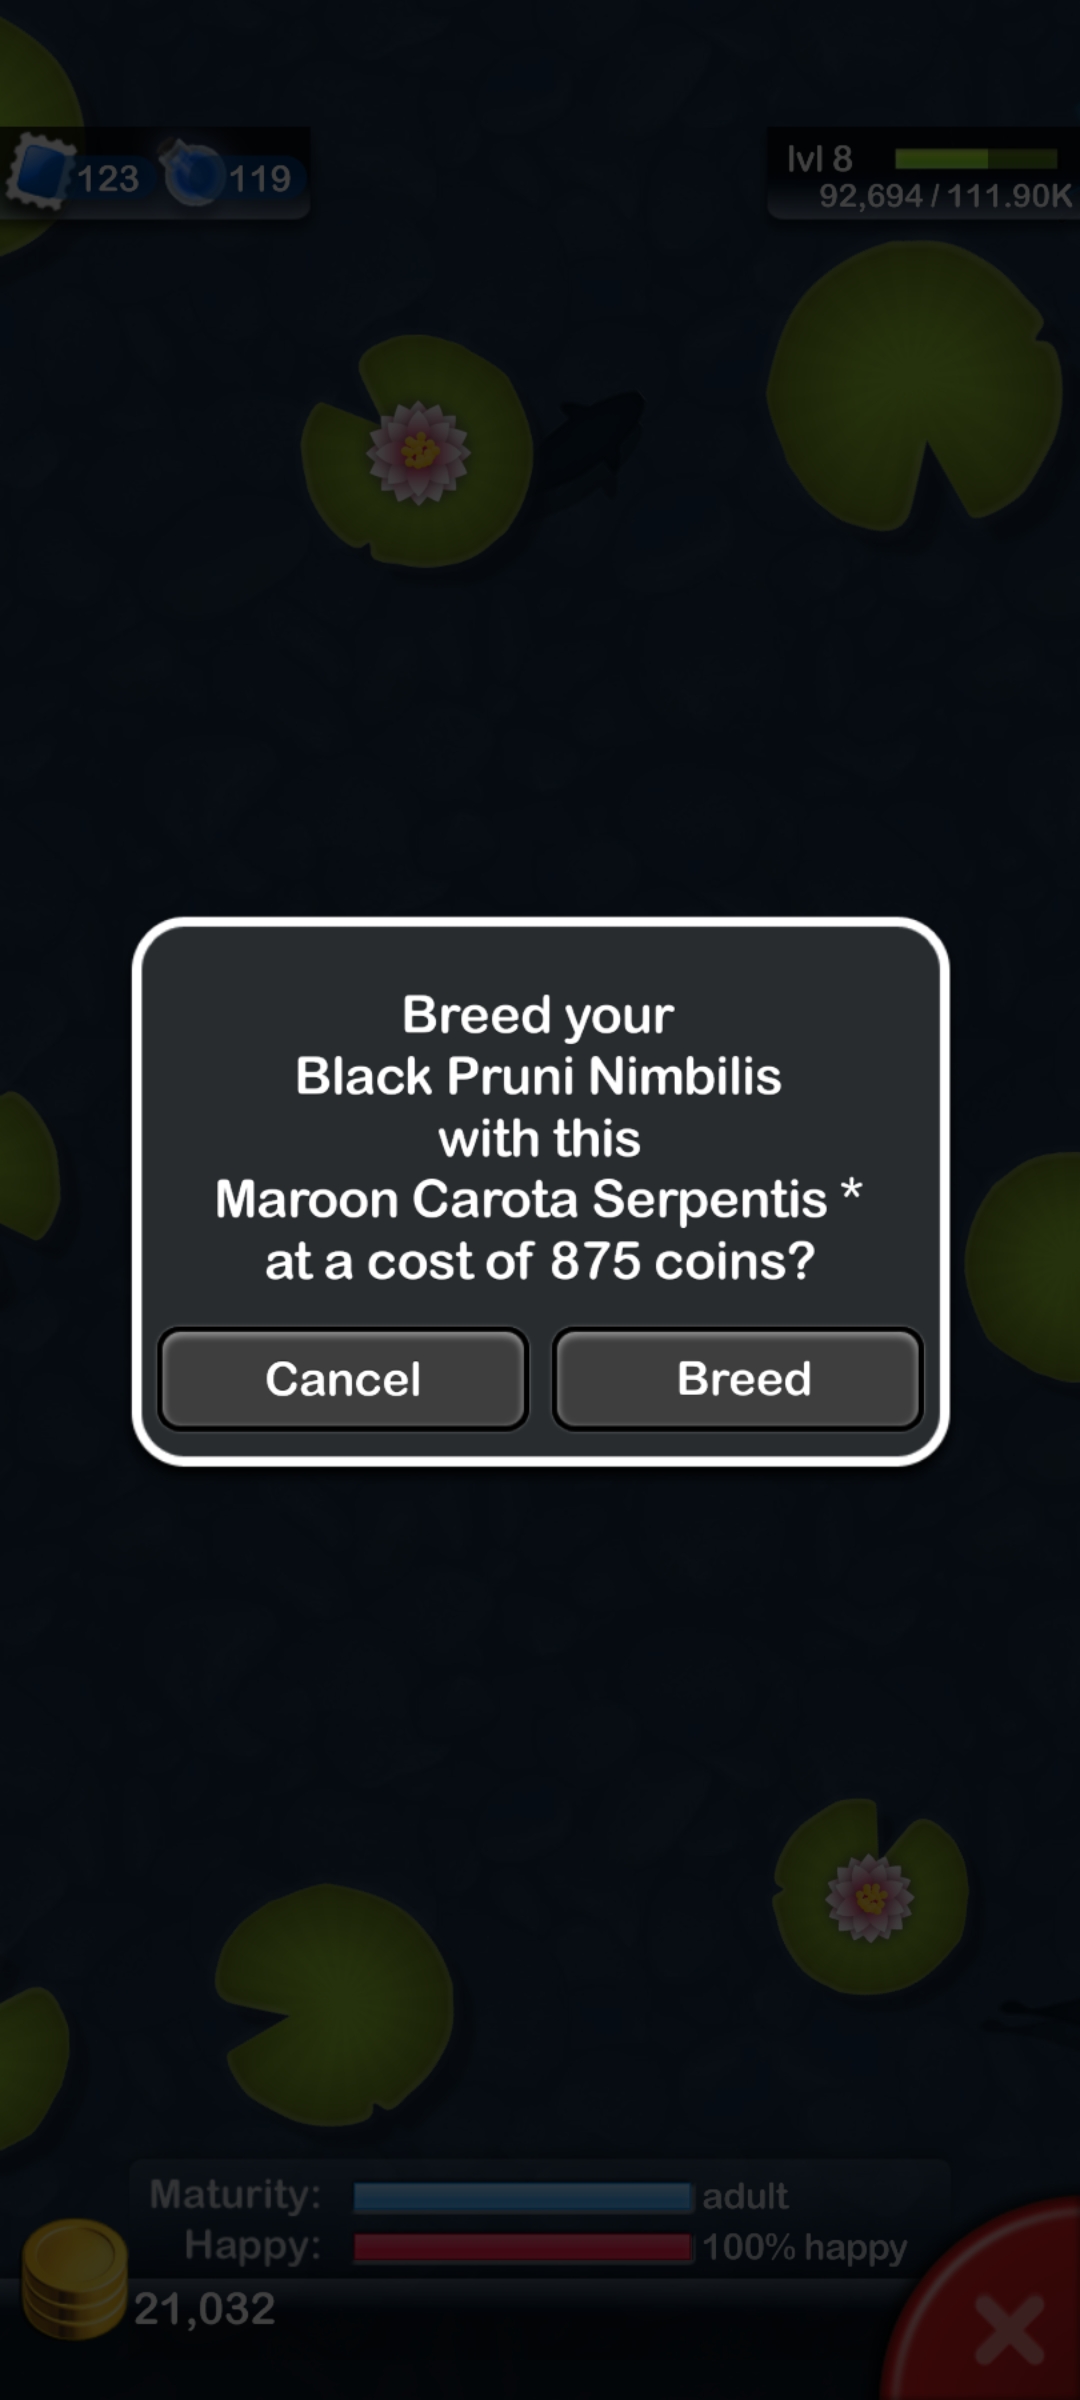 123
119
lvl 8
92,694 / 111.90K
Breed your
Black Pruni Nimbilis
with this
Maroon Carota Serpentis *
at a cost of 875 coins?
Cancel
Breed
Maturity: adult
Happy: 100% happy
21,032